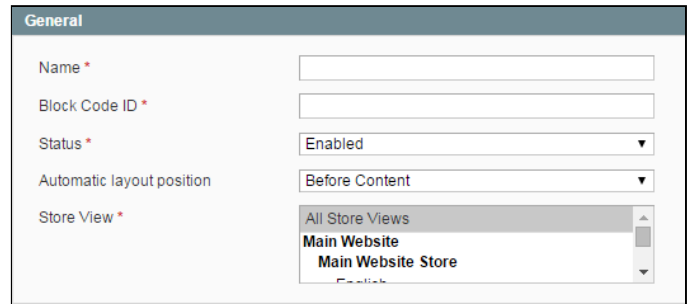 General
Name *
Block Code ID *
Status *
Enabled
Automatic layout position
Before Content
Store View *
All Store Views
Main Website
Main Website Store
English